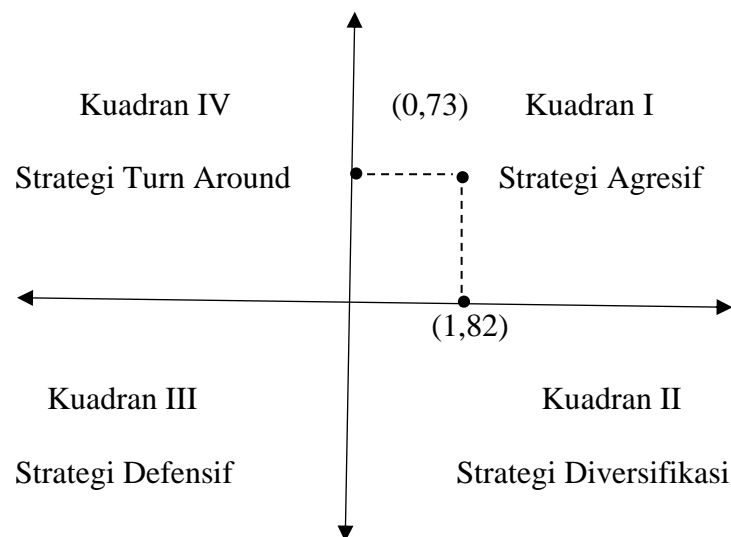 Kuadran IV
(0,73)
Kuadran I
Strategi Turn Around
Strategi Agresif
(1,82)
Kuadran III
Kuadran II
Strategi Defensif
Strategi Diversifikasi